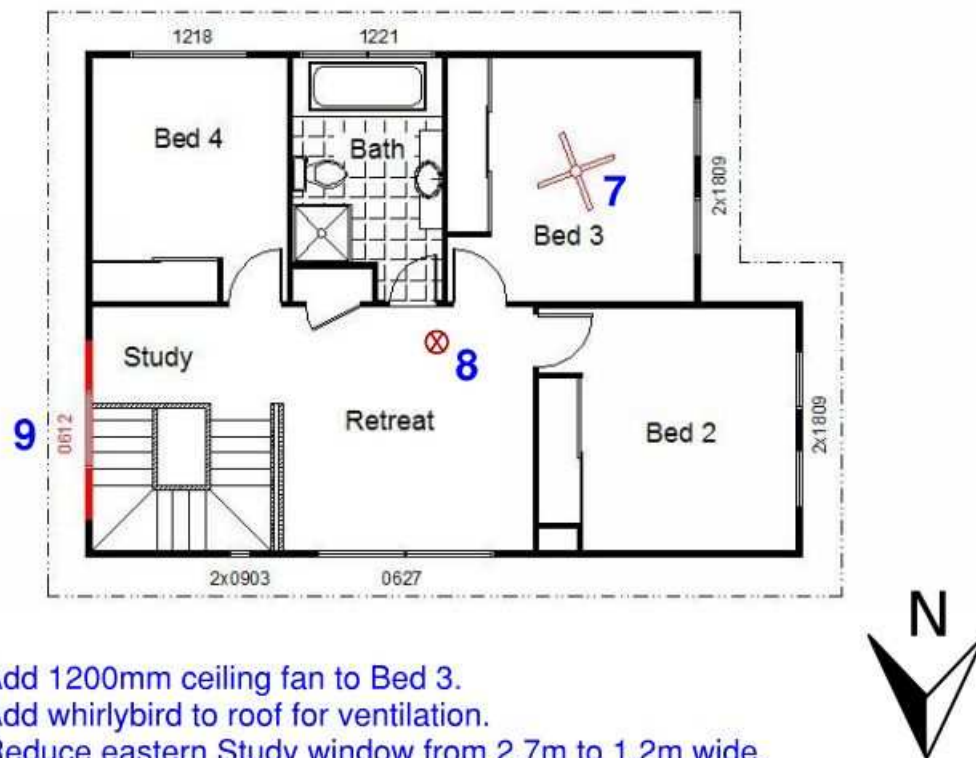 1218
1221
Bed 4
Bath
7
2x1809
Bed 3
Study
8
9
0612
Retreat
Bed 2
2x1809
2x0903
0627
N
Add 1200mm ceiling fan to Bed 3.
Add whirlybird to roof for ventilation.
Reduce eastern Study window from 2.7m to 1.2m wide.